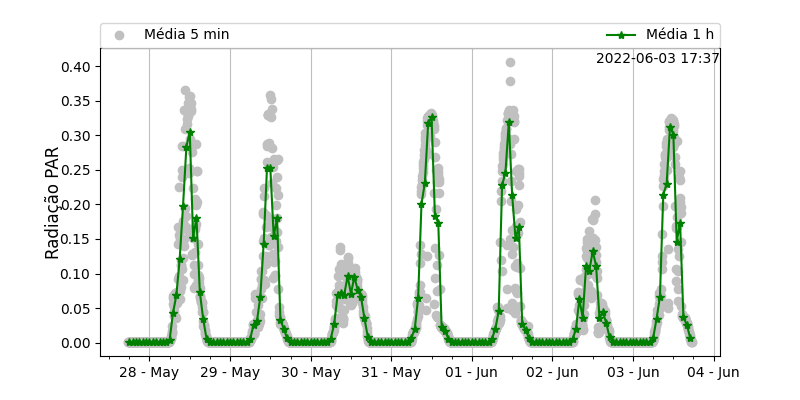 Média 5 min
Média 1 h
2022-06-03 17:37
Radiação PAR
0.40
0.35
0.30
0.25
0.20
0.15
0.10
0.05
0.00
28 - May
29 - May
30 - May
31 - May
01 - Jun
02 - Jun
03 - Jun
04 - Jun